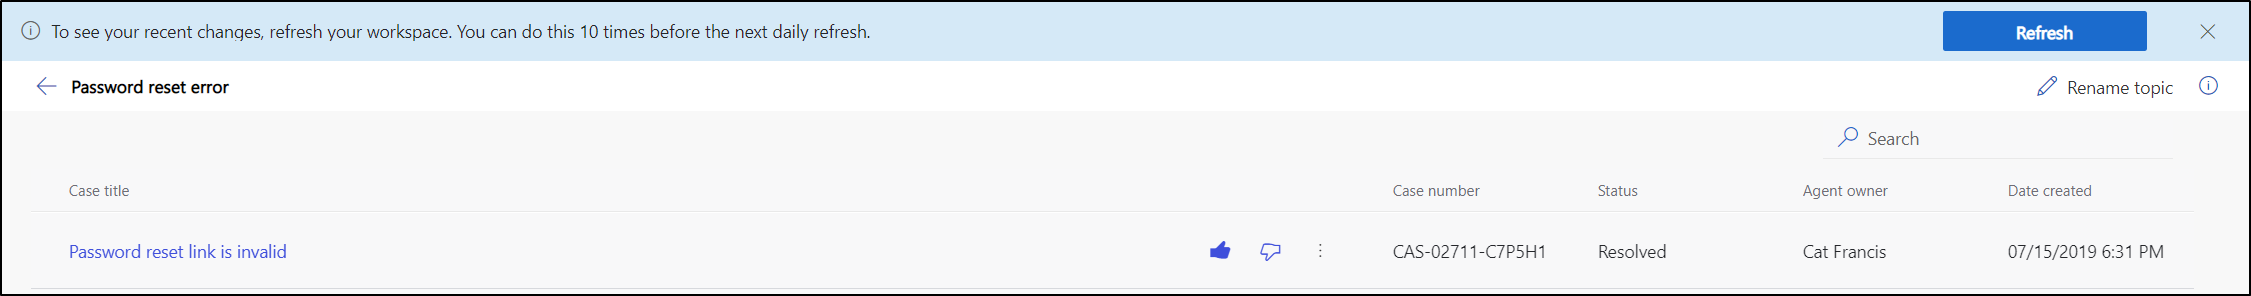 To see your recent changes, refresh your workspace. You can do this 10 times before the next daily refresh.
Refresh
Password reset error
Rename topic
Search
Case title
Case number
Status
Agent owner
Date created
Password reset link is invalid
CAS-02711-C7P5H1
Resolved
Cat Francis
07/15/2019 6:31 PM